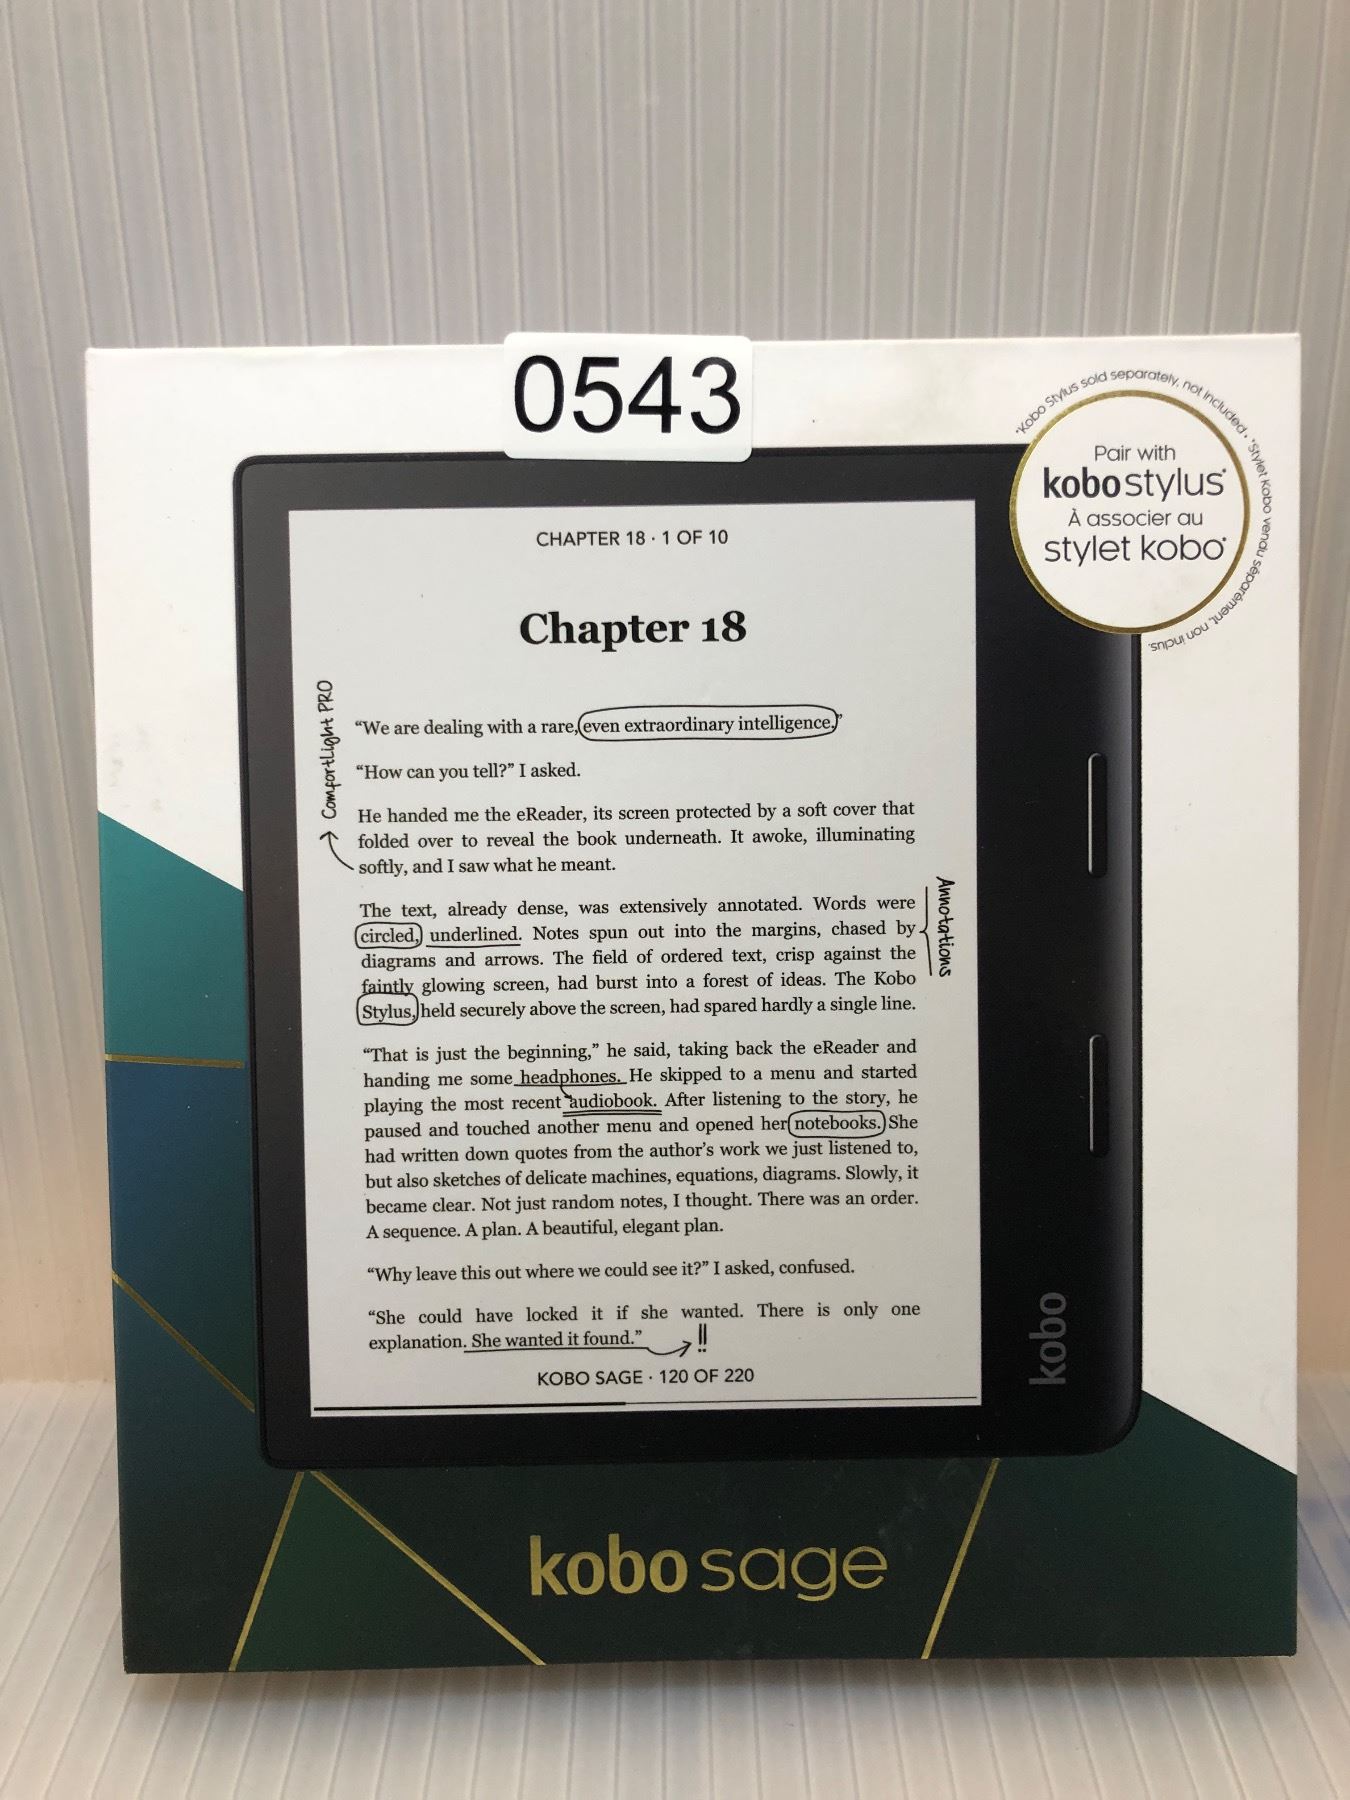 0543
*Kobo Stylus sold separately, not included. • *Stylet Kobo vendu séparément, non inclus.
Pair with
kobo stylus*
À associer au
stylet kobo*
CHAPTER 18 · 1 OF 10
Chapter 18
ComfortLight PRO
“We are dealing with a rare, even extraordinary intelligence.”
“How can you tell?” I asked.
He handed me the eReader, its screen protected by a soft cover that
folded over to reveal the book underneath. It awoke, illuminating
softly, and I saw what he meant.
The text, already dense, was extensively annotated. Words were
circled, underlined. Notes spun out into the margins, chased by
diagrams and arrows. The field of ordered text, crisp against the
faintly glowing screen, had burst into a forest of ideas. The Kobo
Stylus, held securely above the screen, had spared hardly a single line.
Annotations
“That is just the beginning,” he said, taking back the eReader and
handing me some headphones. He skipped to a menu and started
playing the most recent audiobook. After listening to the story, he
paused and touched another menu and opened her notebooks. She
had written down quotes from the author’s work we just listened to,
but also sketches of delicate machines, equations, diagrams. Slowly, it
became clear. Not just random notes, I thought. There was an order.
A sequence. A plan. A beautiful, elegant plan.
“Why leave this out where we could see it?” I asked, confused.
“She could have locked it if she wanted. There is only one
explanation. She wanted it found.” !!
KOBO SAGE · 120 OF 220
kobo
kobo sage